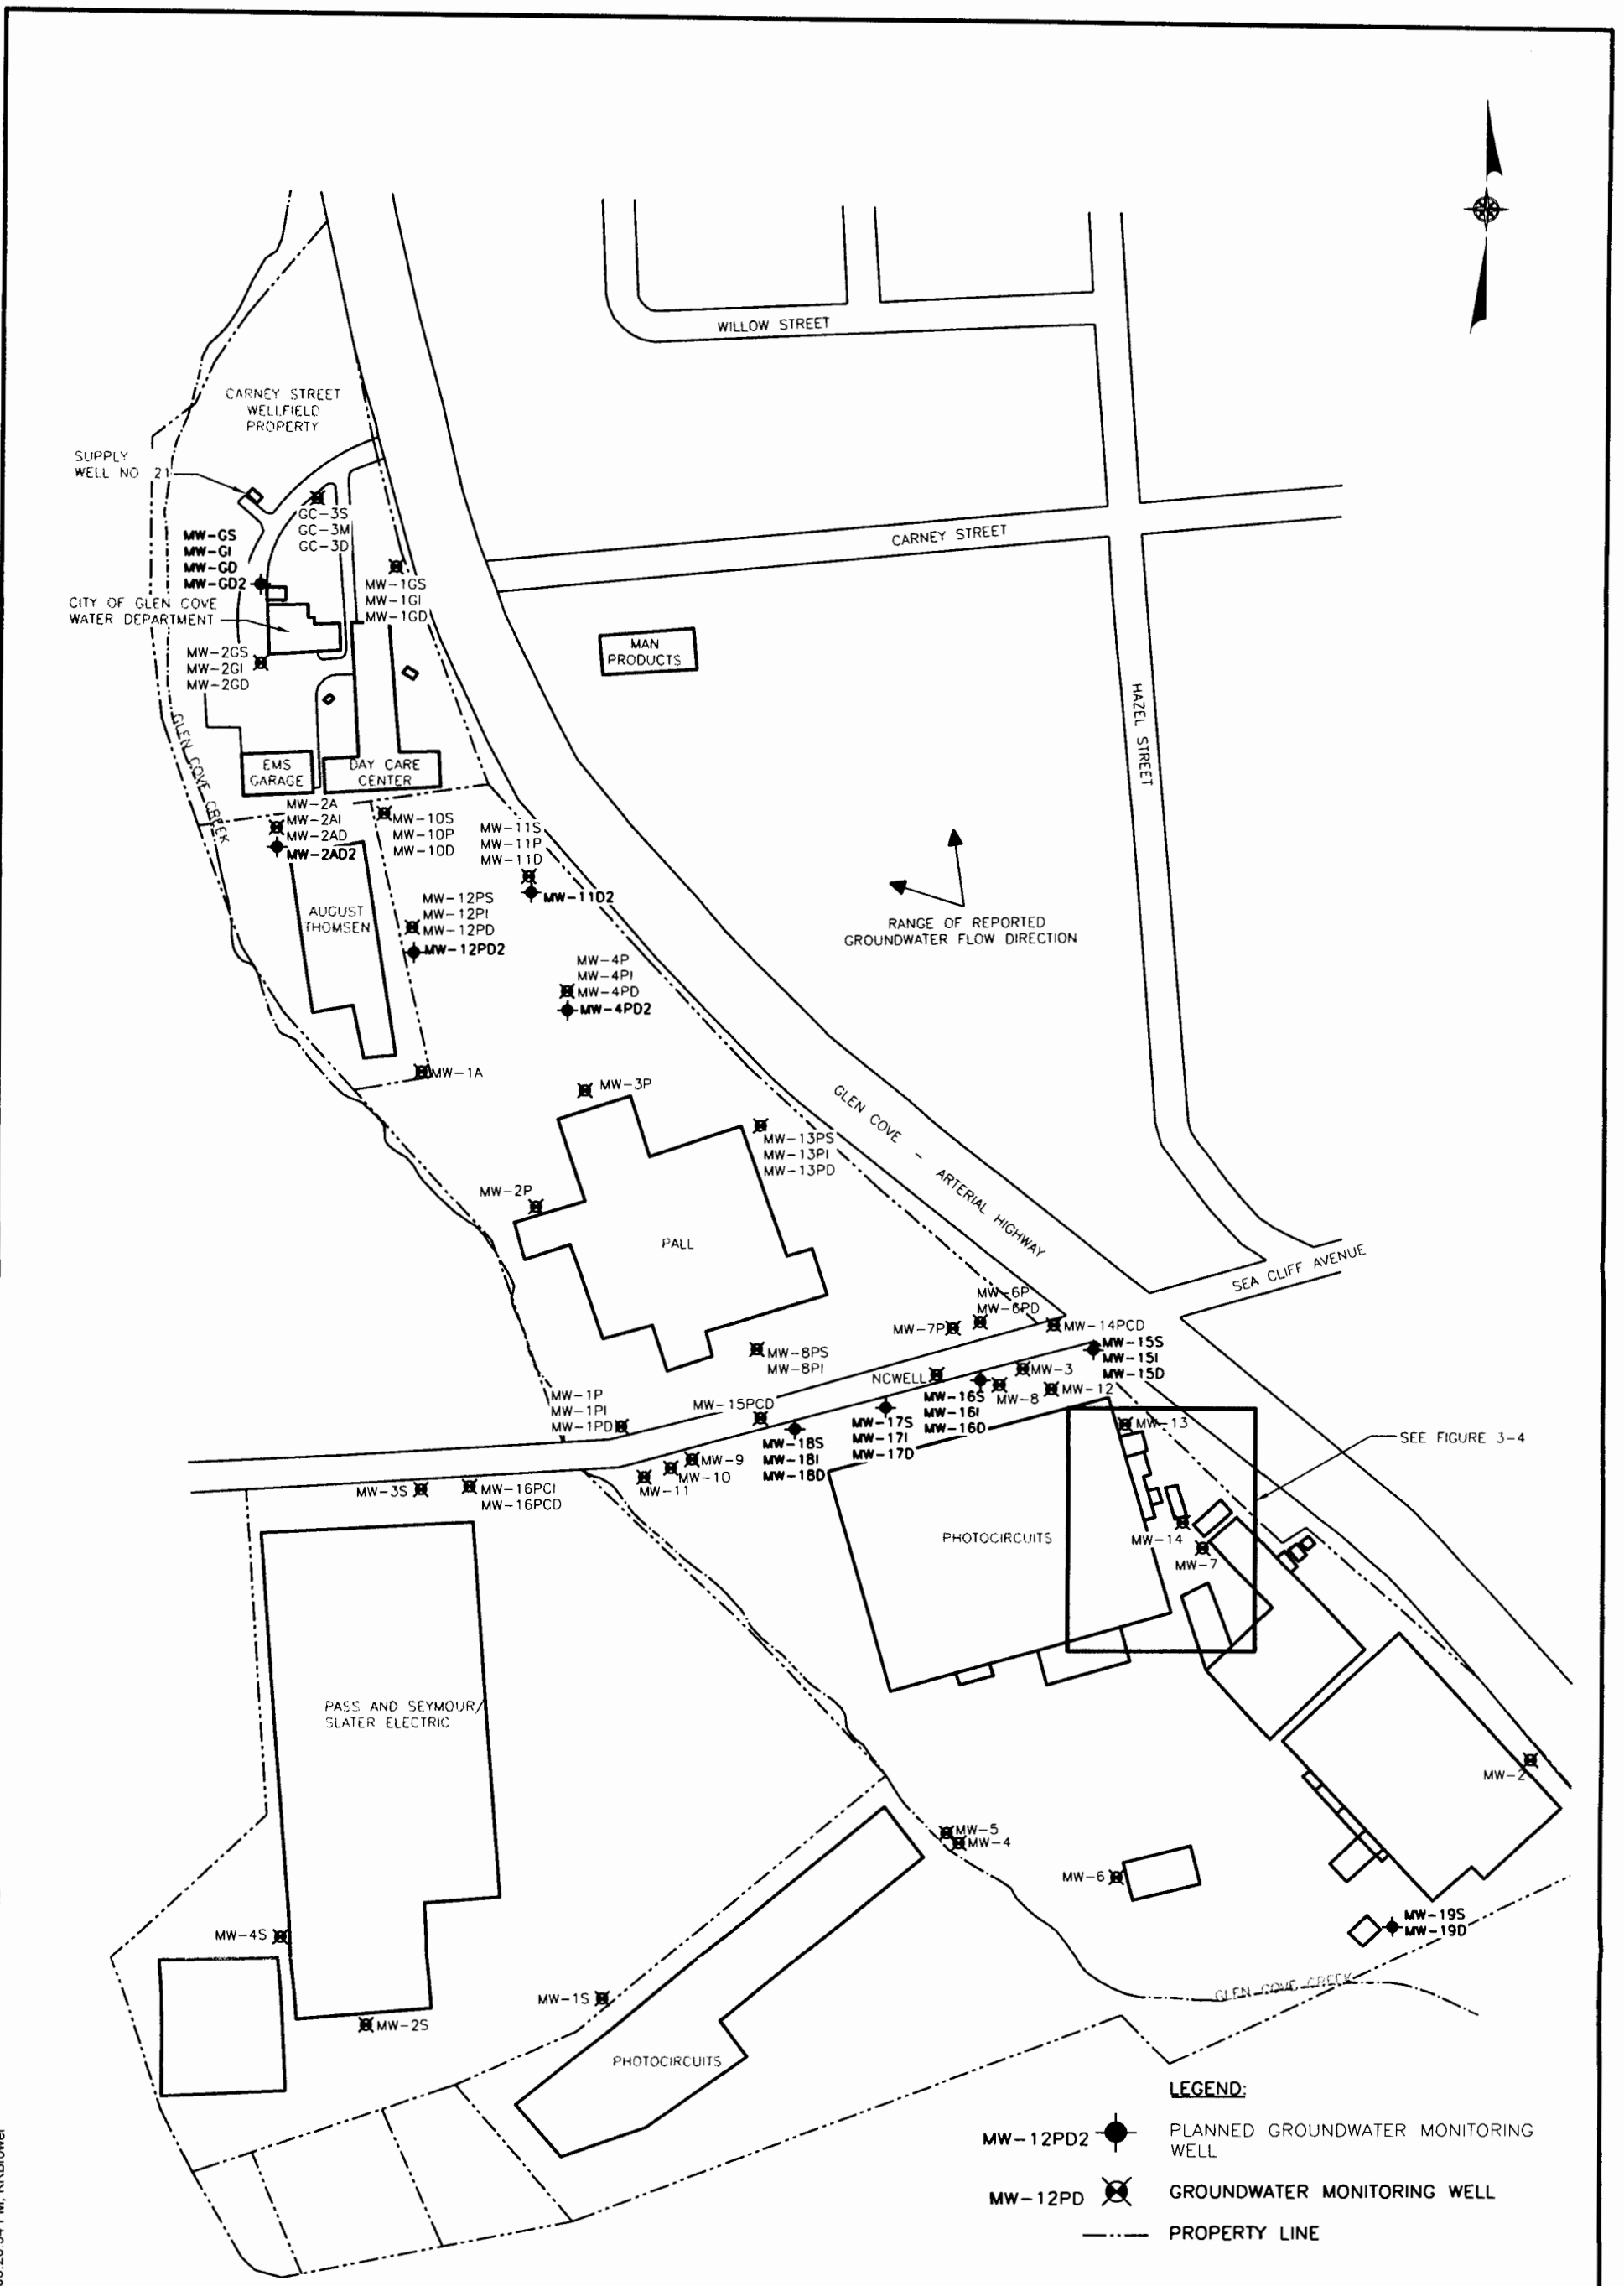 WILLOW STREET
CARNEY STREET
WELLFIELD
PROPERTY
SUPPLY
WELL NO. 21
GC-3S
GC-3M
GC-3D
MW-GS
MW-GI
MW-GD
MW-GD2
CARNEY STREET
MW-1GS
MW-1GI
MW-1GD
CITY OF GLEN COVE
WATER DEPARTMENT
MW-2GS
MW-2GI
MW-2GD
MAN
PRODUCTS
HAZEL STREET
GLEN COVE CREEK
EMS
GARAGE
DAY CARE
CENTER
MW-2A
MW-2AI
MW-2AD
MW-2AD2
MW-10S
MW-10P
MW-10D
MW-11S
MW-11P
MW-11D
MW-11D2
AUGUST
THOMSEN
MW-12PS
MW-12PI
MW-12PD
MW-12PD2
RANGE OF REPORTED
GROUNDWATER FLOW DIRECTION
MW-4P
MW-4PI
MW-4PD
MW-4PD2
MW-1A
MW-3P
GLEN COVE - ARTERIAL HIGHWAY
MW-13PS
MW-13PI
MW-13PD
MW-2P
PALL
SEA CLIFF AVENUE
MW-6P
MW-6PD
MW-7P
MW-14PCD
MW-15S
MW-15I
MW-15D
MW-8PS
MW-8PI
NCWELL
MW-3
MW-8
MW-12
MW-16S
MW-16I
MW-16D
MW-1P
MW-1PI
MW-1PD
MW-15PCD
MW-17S
MW-17I
MW-17D
MW-18S
MW-18I
MW-18D
MW-13
SEE FIGURE 3-4
MW-9
MW-10
MW-11
MW-3S
MW-16PCI
MW-16PCD
PHOTOCIRCUITS
MW-14
MW-7
PASS AND SEYMOUR/
SLATER ELECTRIC
MW-2
MW-5
MW-4
MW-6
MW-19S
MW-19D
MW-4S
GLEN COVE CREEK
MW-1S
MW-2S
PHOTOCIRCUITS
LEGEND:
MW-12PD2 PLANNED GROUNDWATER MONITORING
WELL
MW-12PD GROUNDWATER MONITORING WELL
PROPERTY LINE